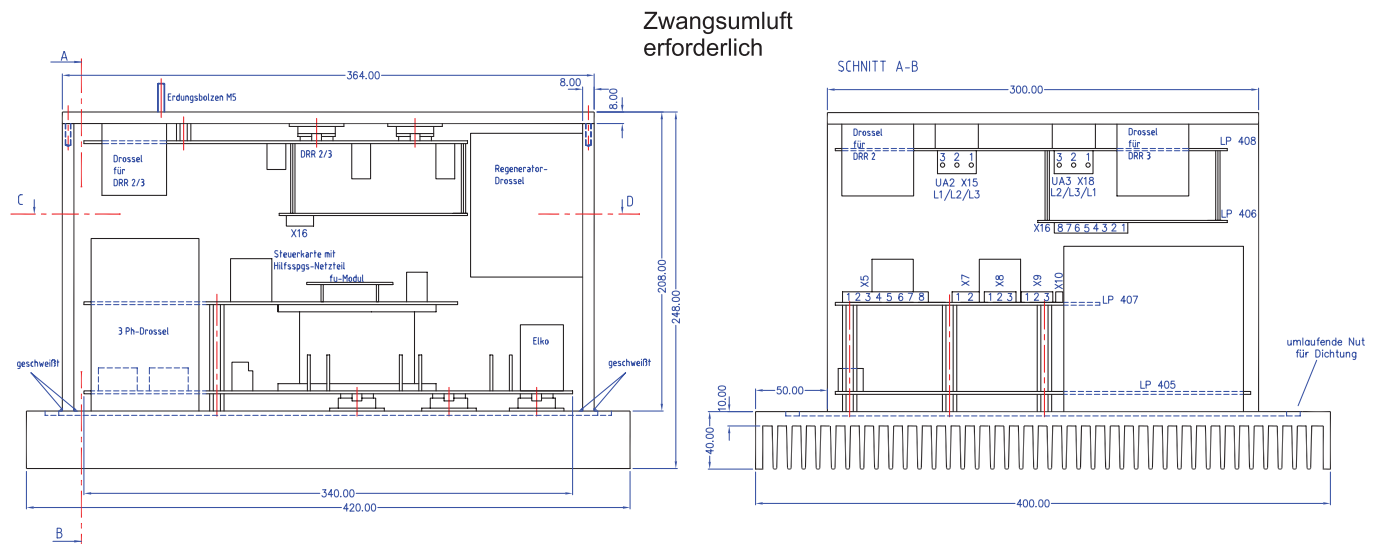 Zwangsumluft
erforderlich
A
364.00
8.00
8.00
Erdungsbolzen M5
Drossel
für
DRR 2/3
DRR 2/3
Regenerator-
Drossel
C
D
X16
Steuerkarte mit
Hilfsspgs-Netzteil
fu-Modul
3 Ph-Drossel
Elko
geschweißt
geschweißt
208.00
248.00
340.00
420.00
B
SCHNITT A-B
300.00
Drossel
für
DRR 2
Drossel
für
DRR 3
LP 408
3 2 1
3 2 1
UA2 X15
L1/L2/L3
UA3 X18
L2/L3/L1
LP 406
X16
8 7 6 5 4 3 2 1
X5
X7
X8
X9
X10
1 2 3 4 5 6 7 8
1 2
1 2 3
1 2 3
LP 407
umlaufende Nut
für Dichtung
LP 405
50.00
10.00
40.00
400.00